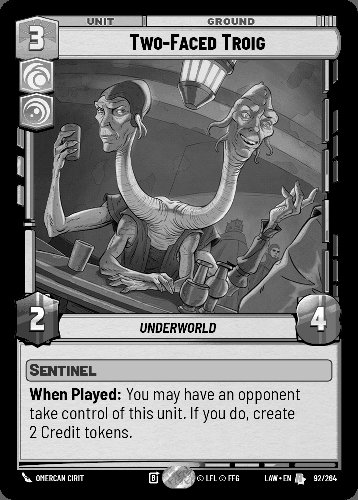 UNIT GROUND
3 TWO-FACED TROIG
2 4
UNDERWORLD
SENTINEL
When Played: You may have an opponent
take control of this unit. If you do, create
2 Credit tokens.
OMERCAN CIRIT © LFL © FFG LAW • EN 92/264